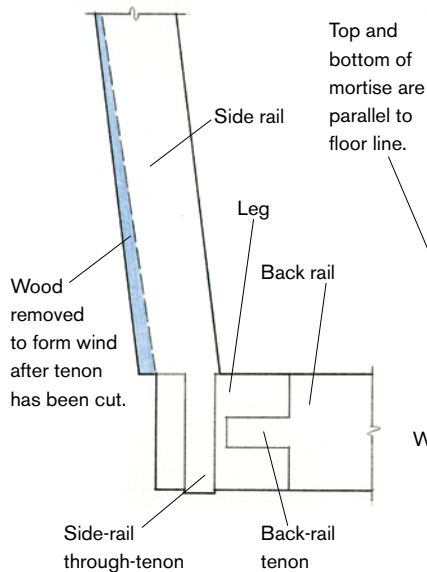 Top and
bottom of
mortise are
parallel to
floor line.
Side rail
Leg
Back rail
Wood
removed
to form wind
after tenon
has been cut.
W
Side-rail
through-tenon
Back-rail
tenon